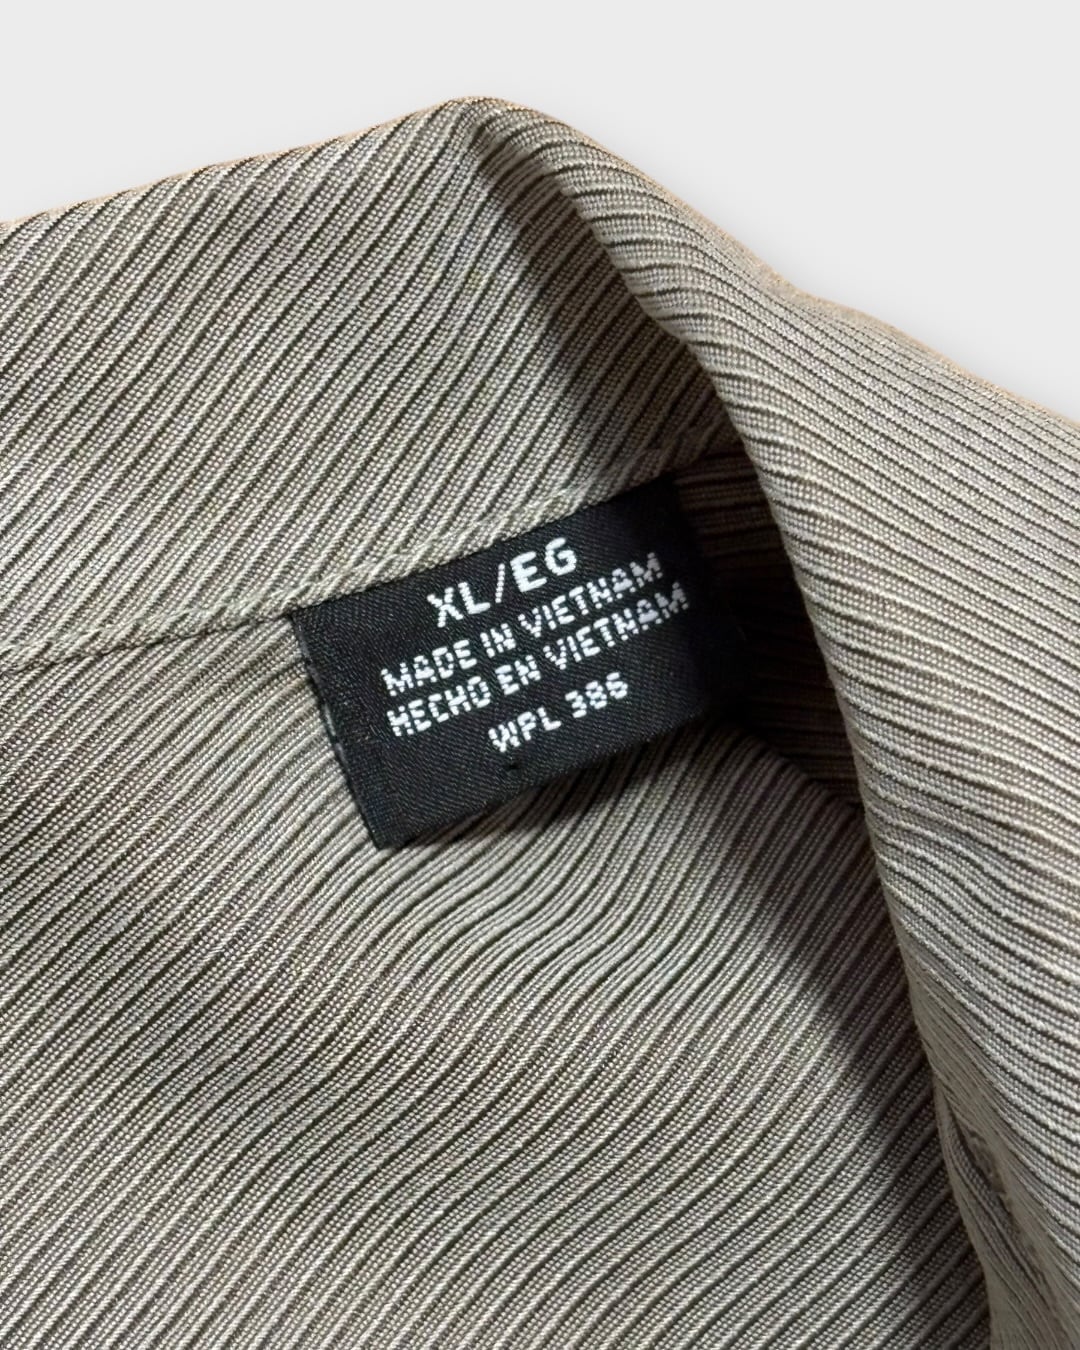 XL/EG
MADE IN VIETNAM
HECHO EN VIETNAM
WPL 386